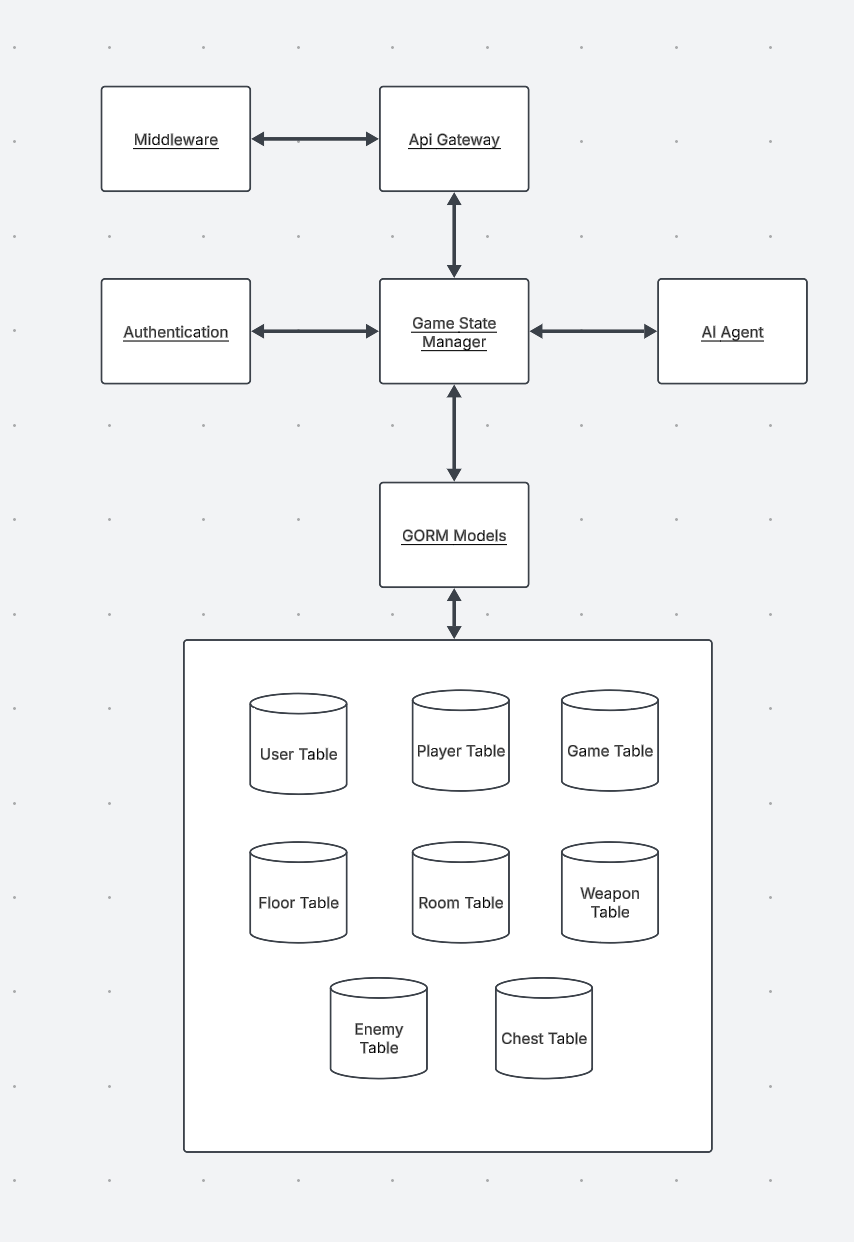 Middleware
Api Gateway
Authentication
Game State
Manager
AI Agent
GORM Models
User Table
Player Table
Game Table
Floor Table
Room Table
Weapon
Table
Enemy
Table
Chest Table